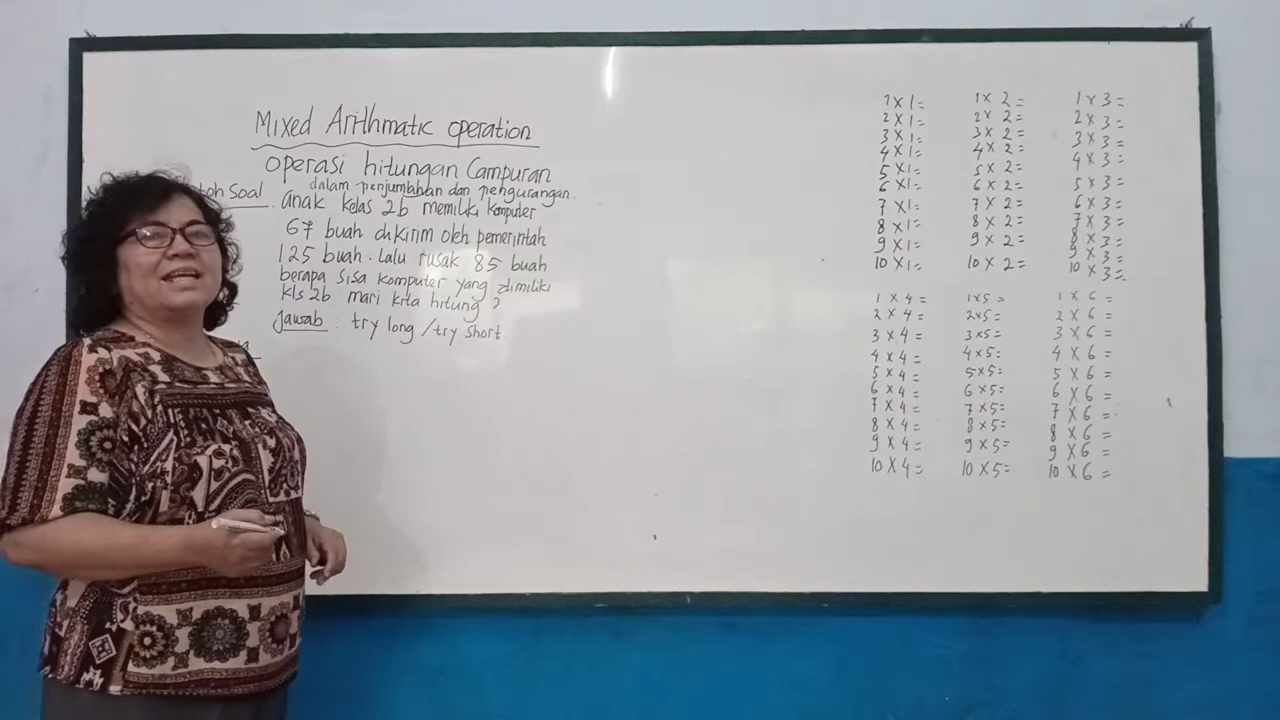 Mixed Arithmatic operation
operasi hitungan Campuran
dalam penjumlahan dan pengurangan.
toh Soal anak kelas 2b memiliki komputer
67 buah dikirim oleh pemerintah
125 buah. Lalu rusak 85 buah
berapa sisa komputer yang dimiliki
kls 2b mari kita hitung ?
Jawab : try long / try short.
1 x 1 =
2 x 1 =
3 x 1 =
4 x 1 =
5 x 1 =
6 x 1 =
7 x 1 =
8 x 1 =
9 x 1 =
10 x 1 =
1 x 2 =
2 x 2 =
3 x 2 =
4 x 2 =
5 x 2 =
6 x 2 =
7 x 2 =
8 x 2 =
9 x 2 =
10 x 2 =
1 x 3 =
2 x 3 =
3 x 3 =
4 x 3 =
5 x 3 =
6 x 3 =
7 x 3 =
8 x 3 =
9 x 3 =
10 x 3 =
1 x 4 =
2 x 4 =
3 x 4 =
4 x 4 =
5 x 4 =
6 x 4 =
7 x 4 =
8 x 4 =
9 x 4 =
10 x 4 =
1 x 5 =
2 x 5 =
3 x 5 =
4 x 5 =
5 x 5 =
6 x 5 =
7 x 5 =
8 x 5 =
9 x 5 =
10 x 5 =
1 x 6 =
2 x 6 =
3 x 6 =
4 x 6 =
5 x 6 =
6 x 6 =
7 x 6 =
8 x 6 =
9 x 6 =
10 x 6 =